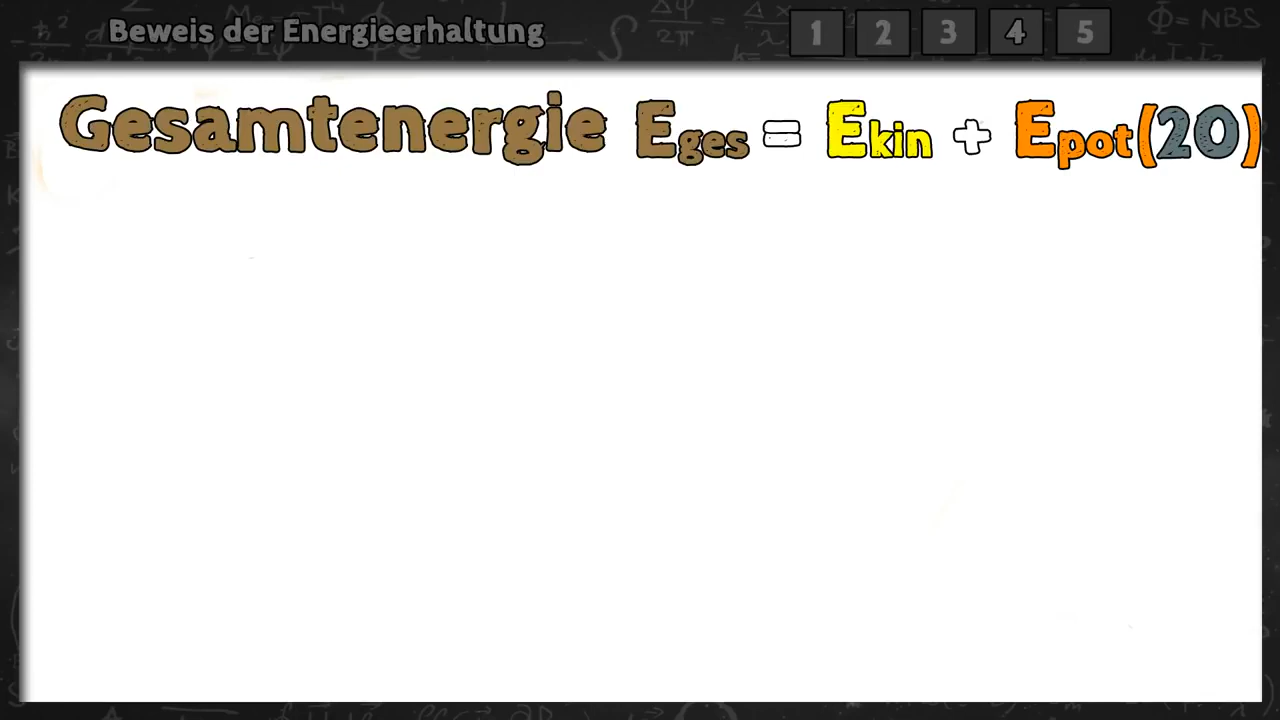 Beweis der Energieerhaltung 1 2 3 4 5
Gesamtenergie Eges = Ekin + Epot(20)